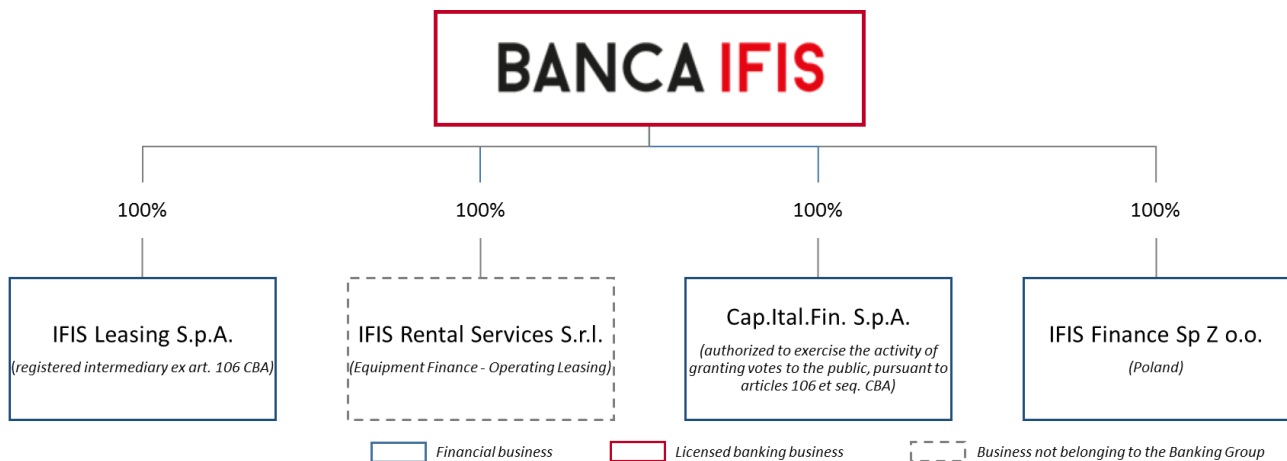 BANCA IFIS
100%
100%
100%
100%
IFIS Leasing S.p.A.
(registered intermediary ex art. 106 CBA)
IFIS Rental Services S.r.l.
(Equipment Finance - Operating Leasing)
Cap.Ital.Fin. S.p.A.
(authorized to exercise the activity of
granting votes to the public, pursuant to
articles 106 et seq. CBA)
IFIS Finance Sp Z o.o.
(Poland)
Financial business
Licensed banking business
Business not belonging to the Banking Group